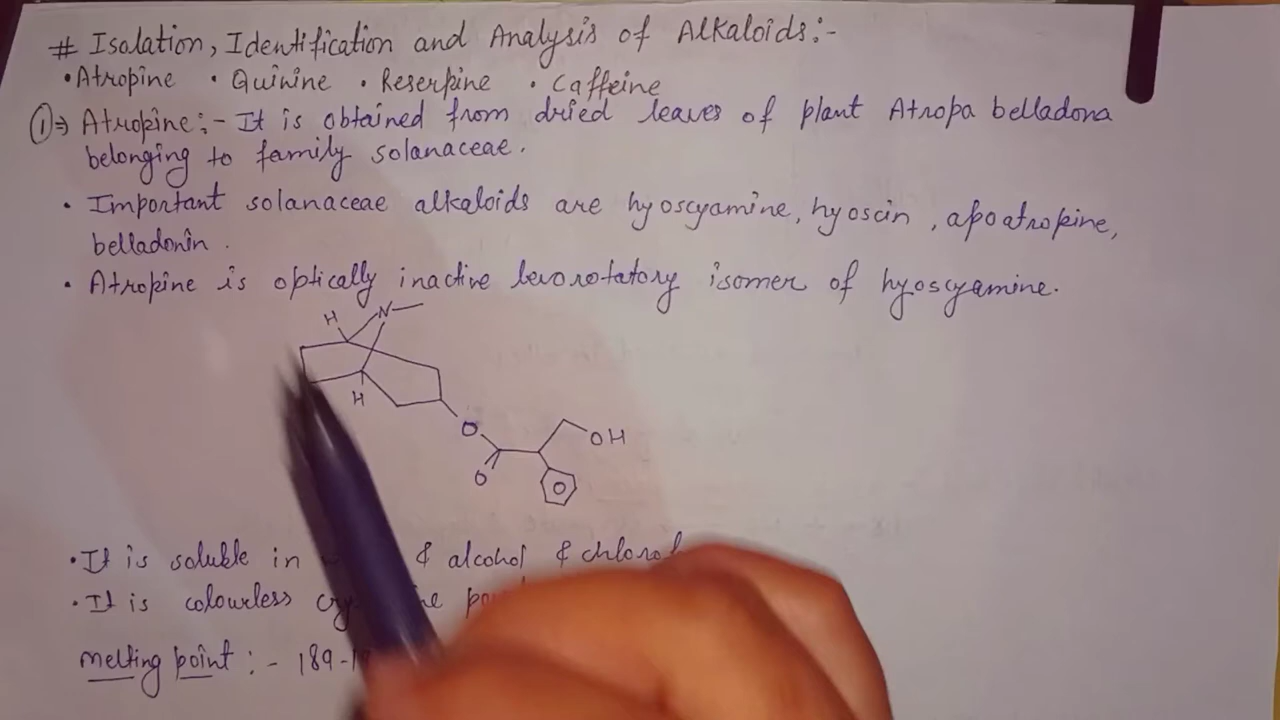 # Isolation, Identification and Analysis of Alkaloids:-
•Atropine •Quinine •Reserpine •Caffeine
①⇒ Atropine:- It is obtained from dried leaves of plant Atropa belladona
belonging to family solanaceae.
• Important solanaceae alkaloids are hyoscyamine, hyoscin, apoatropine,
belladonin.
• Atropine is optically inactive levorotatory isomer of hyoscyamine.
H N
H
O
OH
O
•It is soluble in & alcohol &
•It is colourless
melting point:- 189-